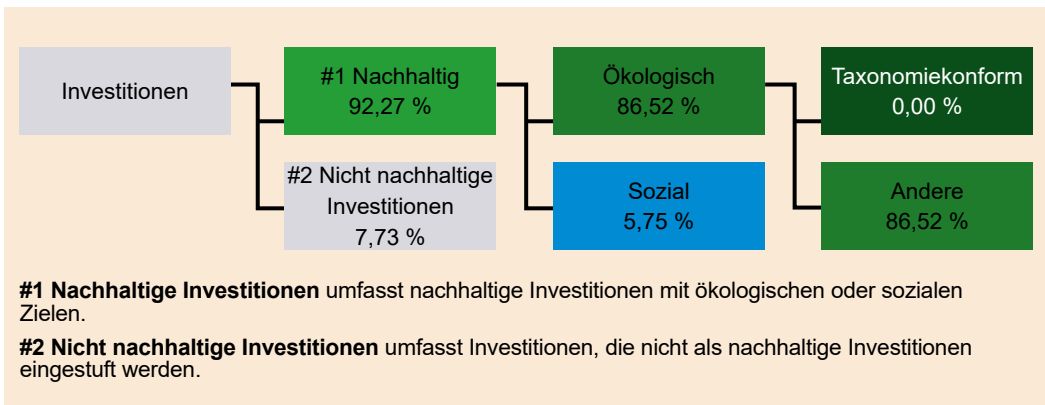 Investitionen
#1 Nachhaltig
92,27 %
Ökologisch
86,52 %
Taxonomiekonform
0,00 %
#2 Nicht nachhaltige
Investitionen
7,73 %
Sozial
5,75 %
Andere
86,52 %
#1 Nachhaltige Investitionen umfasst nachhaltige Investitionen mit ökologischen oder sozialen
Zielen.
#2 Nicht nachhaltige Investitionen umfasst Investitionen, die nicht als nachhaltige Investitionen
eingestuft werden.